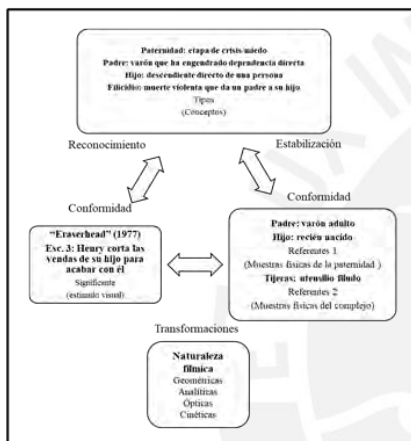 Paternidad: etapa de crisis/miedo
Padre: varón que ha engendrado dependencia directa
Hijo: descendiente directo de una persona
Filicidio: muerte violenta que da un padre a su hijo
Tipos
(Conceptos)
Reconocimiento
Estabilización
Conformidad
Conformidad
"Eraserhead" (1977)
Esc. 3: Henry corta las
vendas de su hijo para
acabar con él
Significante
(estímulo visual)
Padre: varón adulto
Hijo: recién nacido
Referentes 1
(Muestras físicas de la paternidad )
Tijeras: utensilio filudo
Referentes 2
(Muestras físicas del complejo)
Transformaciones
Naturaleza
fílmica
Geométricas
Analíticas
Ópticas
Cinéticas